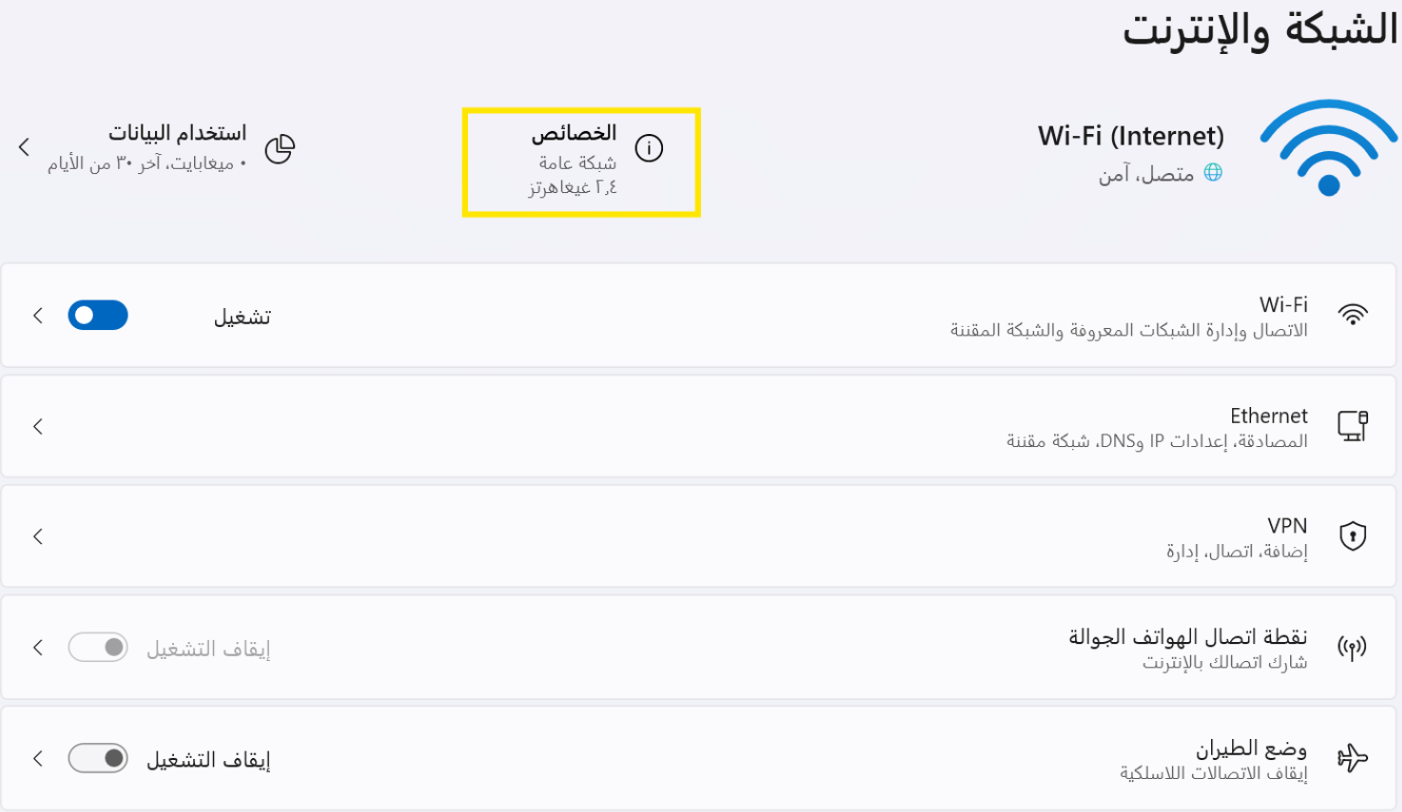 الشبكة والإنترنت
Wi-Fi (Internet)
متصل، آمن
الخصائص
شبكة عامة
٢,٤ غيغاهرتز
استخدام البيانات
٠ ميغابايت، آخر ٣٠ من الأيام
Wi-Fi
الاتصال وإدارة الشبكات المعروفة والشبكة المقننة
تشغيل
Ethernet
المصادقة، إعدادات IP وDNS، شبكة مقننة
VPN
إضافة، اتصال، إدارة
نقطة اتصال الهواتف الجوالة
شارك اتصالك بالإنترنت
إيقاف التشغيل
وضع الطيران
إيقاف الاتصالات اللاسلكية
إيقاف التشغيل